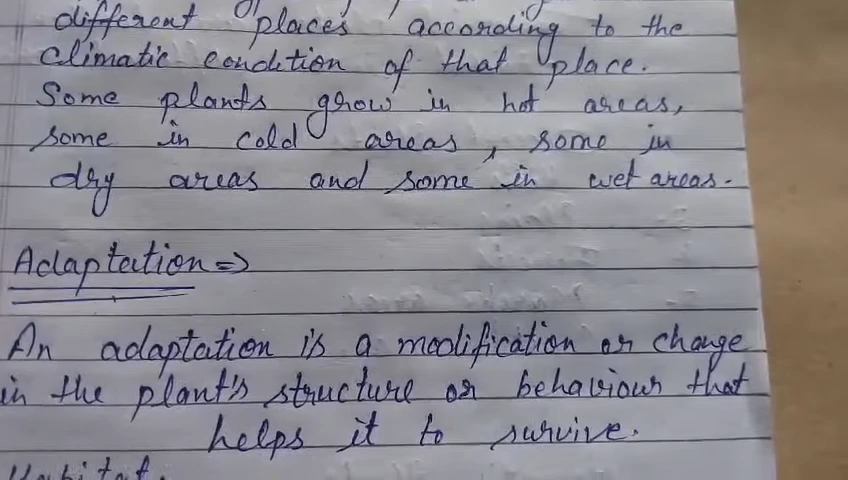 different places according to the
climatic condition of that place.
Some plants grow in hot areas,
some in cold areas, some in
dry areas and some in wet areas.
Adaptation =>
An adaptation is a modification or change
in the plant's structure or behaviour that
helps it to survive.
Habitat